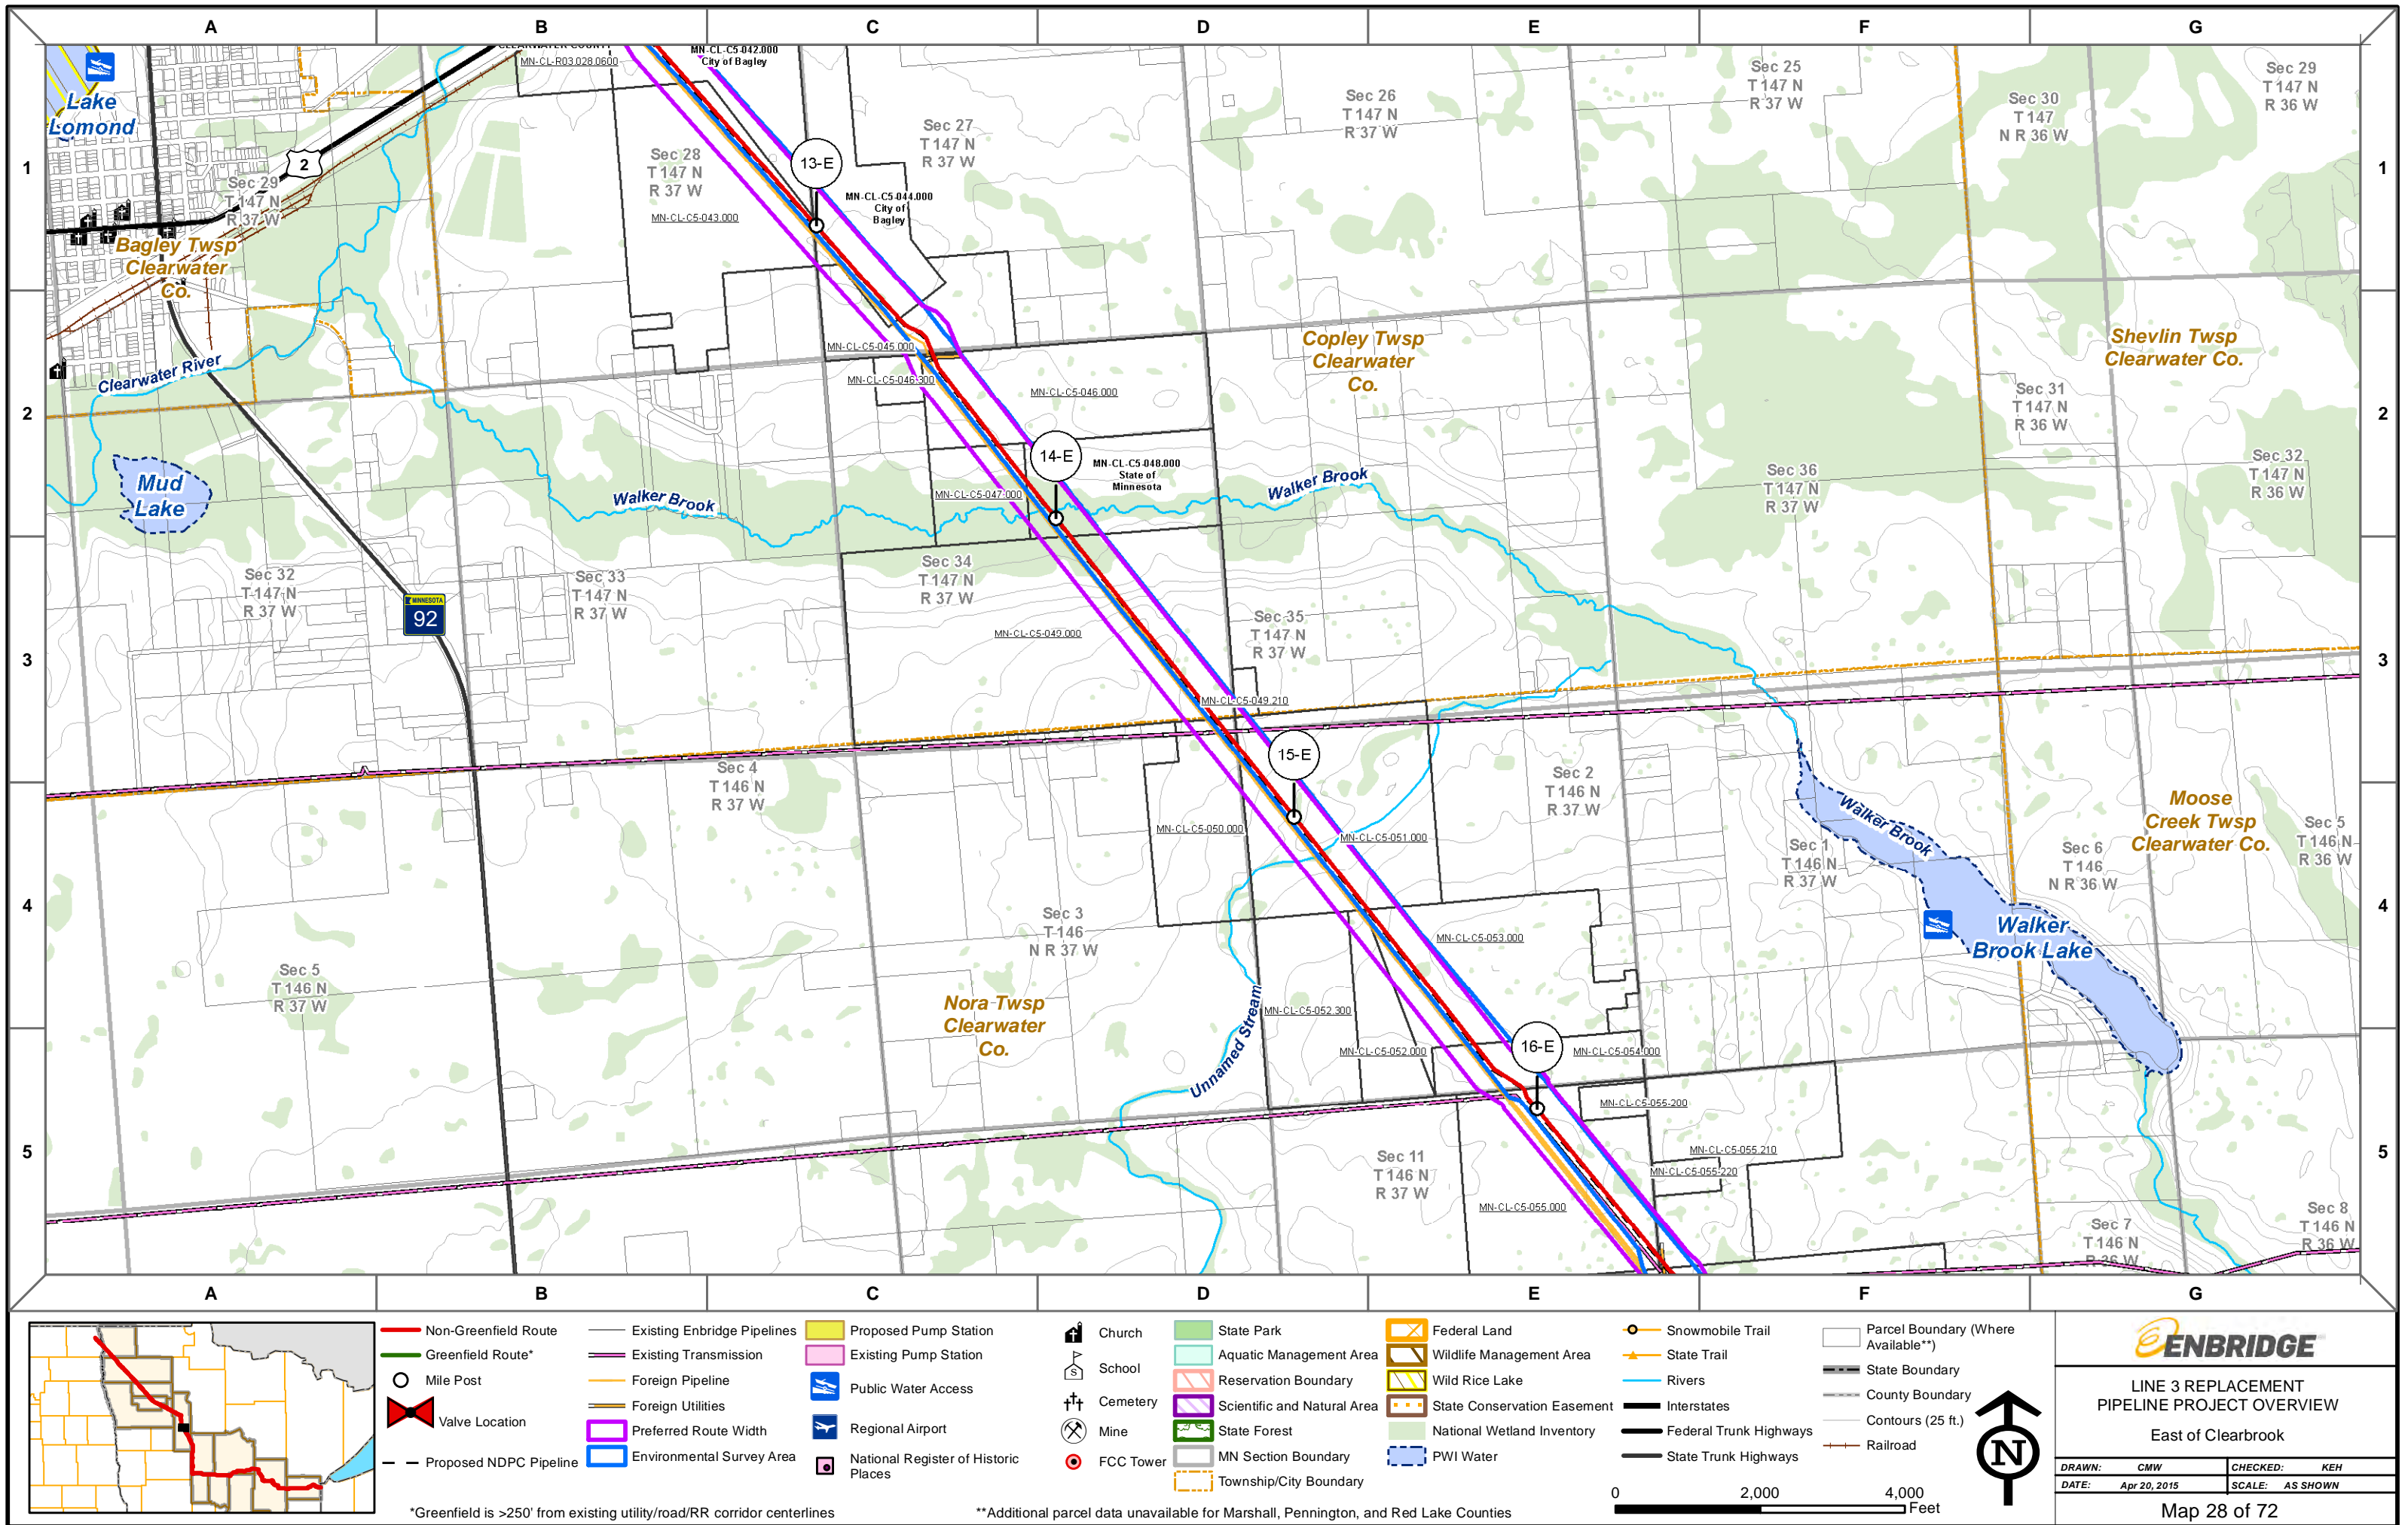 A B C D E F G
CLEARWATER COUNTY
MN-CL-R03.028.0600
MN-CL-C5-042.000
City of Bagley
Lake
Lomond
2
Sec 29
T 147 N
R 37 W
Sec 28
T 147 N
R 37 W
MN-CL-C5-043.000
13-E
Sec 27
T 147 N
R 37 W
MN-CL-C5-044.000
City of
Bagley
Sec 26
T 147 N
R 37 W
Sec 25
T 147 N
R 37 W
Sec 30
T 147
N R 36 W
Sec 29
T 147 N
R 36 W
1 1
Bagley Twsp
Clearwater
Co.
Clearwater River
MN-CL-C5-045.000
MN-CL-C5-046.300
MN-CL-C5-046.000
Copley Twsp
Clearwater
Co.
Shevlin Twsp
Clearwater Co.
Sec 31
T 147 N
R 36 W
2 2
Mud
Lake
Walker Brook
14-E
MN-CL-C5-048.000
State of
Minnesota
MN-CL-C5-047.000
Walker Brook
Sec 36
T 147 N
R 37 W
Sec 32
T 147 N
R 36 W
Sec 32
T 147 N
R 37 W
MINNESOTA
92
Sec 33
T 147 N
R 37 W
Sec 34
T 147 N
R 37 W
MN-CL-C5-049.000
Sec 35
T 147 N
R 37 W
3 3
MN-CL-C5-049.210
15-E
Sec 4
T 146 N
R 37 W
MN-CL-C5-050.000
MN-CL-C5-051.000
Sec 2
T 146 N
R 37 W
Walker Brook
Sec 1
T 146 N
R 37 W
Moose
Creek Twsp
Clearwater Co.
Sec 6
T 146
N R 36 W
Sec 5
T 146 N
R 36 W
4 4
Sec 5
T 146 N
R 37 W
Sec 3
T 146
N R 37 W
Nora Twsp
Clearwater
Co.
Unnamed Stream
MN-CL-C5-053.000
MN-CL-C5-052.300
MN-CL-C5-052.000
16-E
MN-CL-C5-054.000
Walker
Brook Lake
MN-CL-C5-055-200
MN-CL-C5-055.210
MN-CL-C5-055-220
MN-CL-C5-055.000
Sec 11
T 146 N
R 37 W
Sec 7
T 146 N
R 36 W
Sec 8
T 146 N
R 36 W
5 5
A B C D E F G
Non-Greenfield Route
Greenfield Route*
Mile Post
Valve Location
Proposed NDPC Pipeline
Existing Enbridge Pipelines
Existing Transmission
Foreign Pipeline
Foreign Utilities
Preferred Route Width
Environmental Survey Area
Proposed Pump Station
Existing Pump Station
Public Water Access
Regional Airport
National Register of Historic
Places
Church
S
School
Cemetery
Mine
FCC Tower
State Park
Aquatic Management Area
Reservation Boundary
Scientific and Natural Area
State Forest
MN Section Boundary
Township/City Boundary
Federal Land
Wildlife Management Area
Wild Rice Lake
State Conservation Easement
National Wetland Inventory
PWI Water
Snowmobile Trail
State Trail
Rivers
Interstates
Federal Trunk Highways
State Trunk Highways
Parcel Boundary (Where
Available**)
State Boundary
County Boundary
Contours (25 ft.)
Railroad
*Greenfield is >250' from existing utility/road/RR corridor centerlines
**Additional parcel data unavailable for Marshall, Pennington, and Red Lake Counties
0 2,000 4,000
Feet
N
ENBRIDGE
LINE 3 REPLACEMENT
PIPELINE PROJECT OVERVIEW
East of Clearbrook
DRAWN: CMW CHECKED: KEH
DATE: Apr 20, 2015 SCALE: AS SHOWN
Map 28 of 72